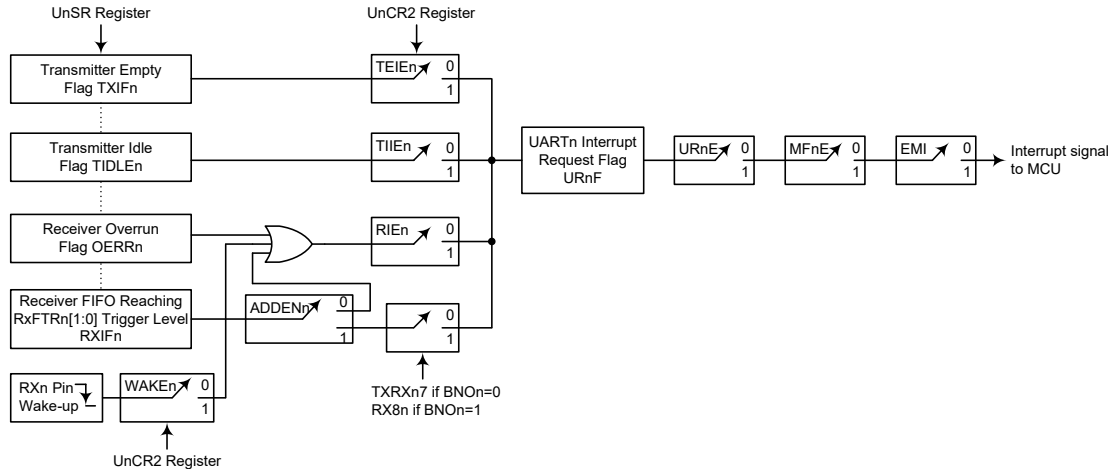 UnSR Register
UnCR2 Register
Transmitter Empty
Flag TXIFn
TEIEn
0
1
Transmitter Idle
Flag TIDLEn
TIIEn
0
1
UARTn Interrupt
Request Flag
URnF
URnE
0
1
MFnE
0
1
EMI
0
1
Interrupt signal
to MCU
Receiver Overrun
Flag OERRn
RIEn
0
1
Receiver FIFO Reaching
RxFTRn[1:0] Trigger Level
RXIFn
ADDENn
0
1
0
1
RXn Pin
Wake-up
WAKEn
0
1
TXRXn7 if BNOn=0
RX8n if BNOn=1
UnCR2 Register